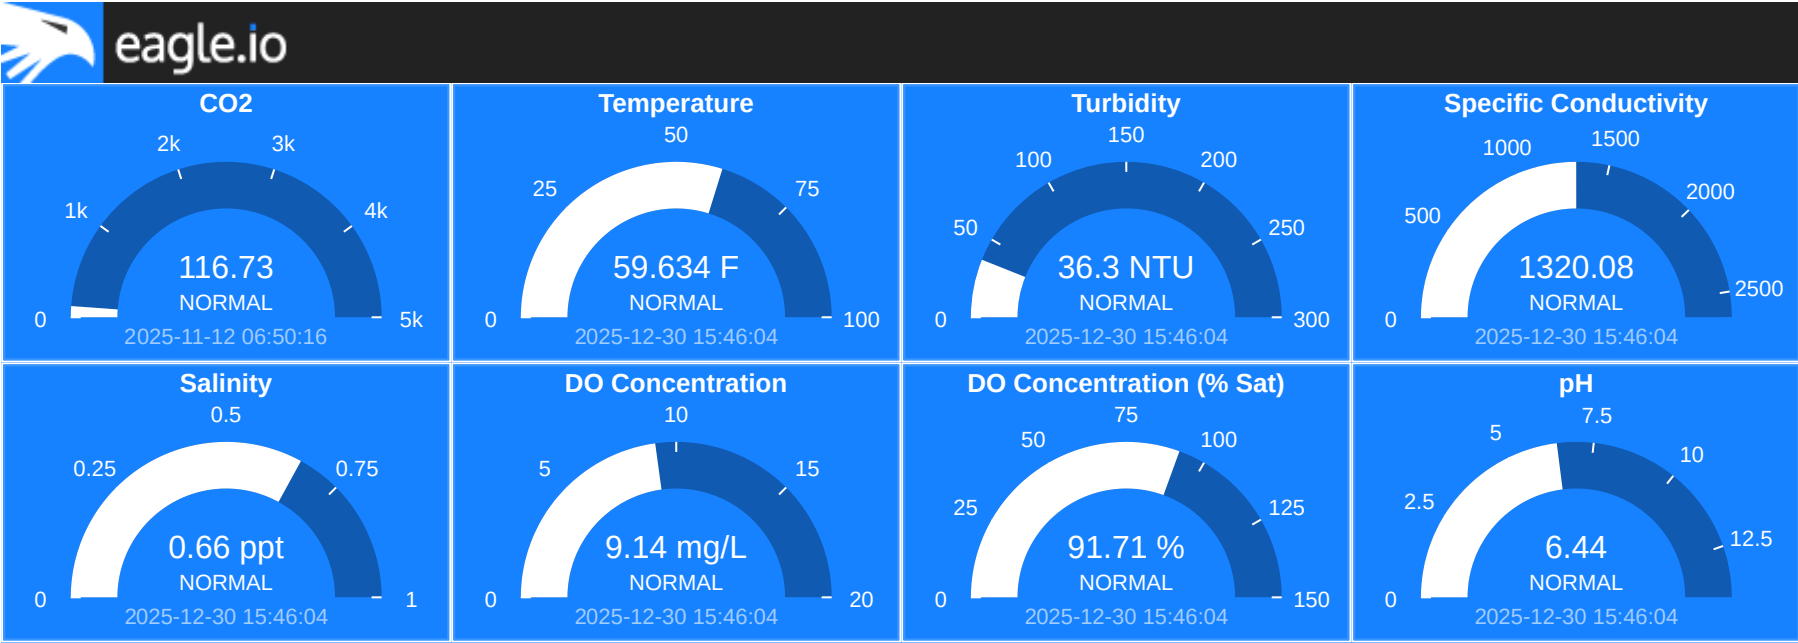 eagle.io
CO2
0
1k
2k
3k
4k
5k
116.73
NORMAL
2025-11-12 06:50:16
Temperature
0
25
50
75
100
59.634 F
NORMAL
2025-12-30 15:46:04
Turbidity
0
50
100
150
200
250
300
36.3 NTU
NORMAL
2025-12-30 15:46:04
Specific Conductivity
0
500
1000
1500
2000
2500
1320.08
NORMAL
2025-12-30 15:46:04
Salinity
0
0.25
0.5
0.75
1
0.66 ppt
NORMAL
2025-12-30 15:46:04
DO Concentration
0
5
10
15
20
9.14 mg/L
NORMAL
2025-12-30 15:46:04
DO Concentration (% Sat)
0
25
50
75
100
125
150
91.71 %
NORMAL
2025-12-30 15:46:04
pH
0
2.5
5
7.5
10
12.5
6.44
NORMAL
2025-12-30 15:46:04